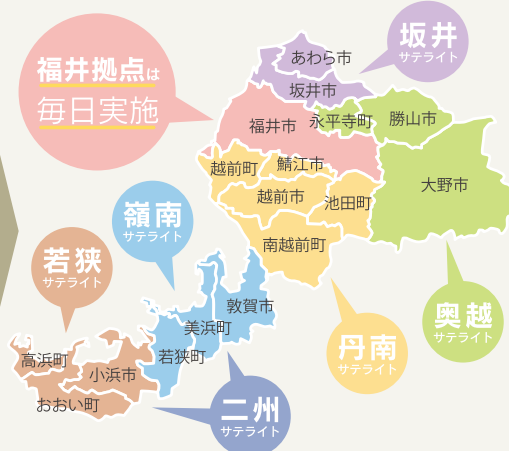 福井拠点は
毎日実施
坂井
サテライト
あわら市
坂井市
福井市
永平寺町
勝山市
越前町
鯖江市
大野市
越前市
池田町
南越前町
嶺南
サテライト
若狭
サテライト
敦賀市
美浜町
若狭町
高浜町
小浜市
おおい町
奥越
サテライト
丹南
サテライト
二州
サテライト